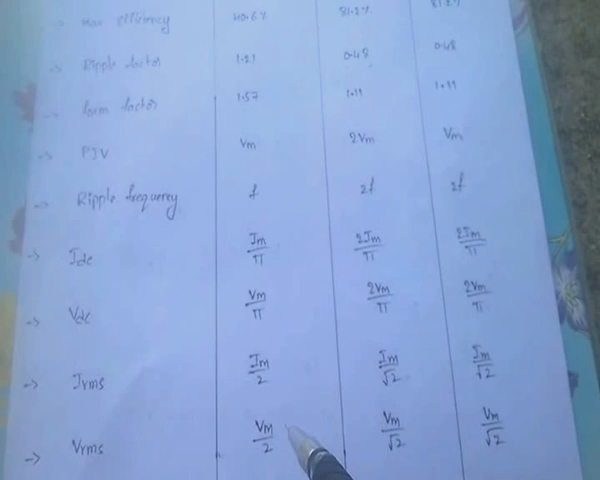 -> max efficiency 40.6% 81.2% 81.2%
-> Ripple factor 1.21 0.48 0.48
-> form factor 1.57 1.11 1.11
-> PIV Vm 2Vm Vm
-> Ripple frequency f 2f 2f
-> Idc Im/π 2Im/π 2Im/π
-> Vdc Vm/π 2Vm/π 2Vm/π
-> Irms Im/2 Im/√2 Im/√2
-> Vrms Vm/2 Vm/√2 Vm/√2